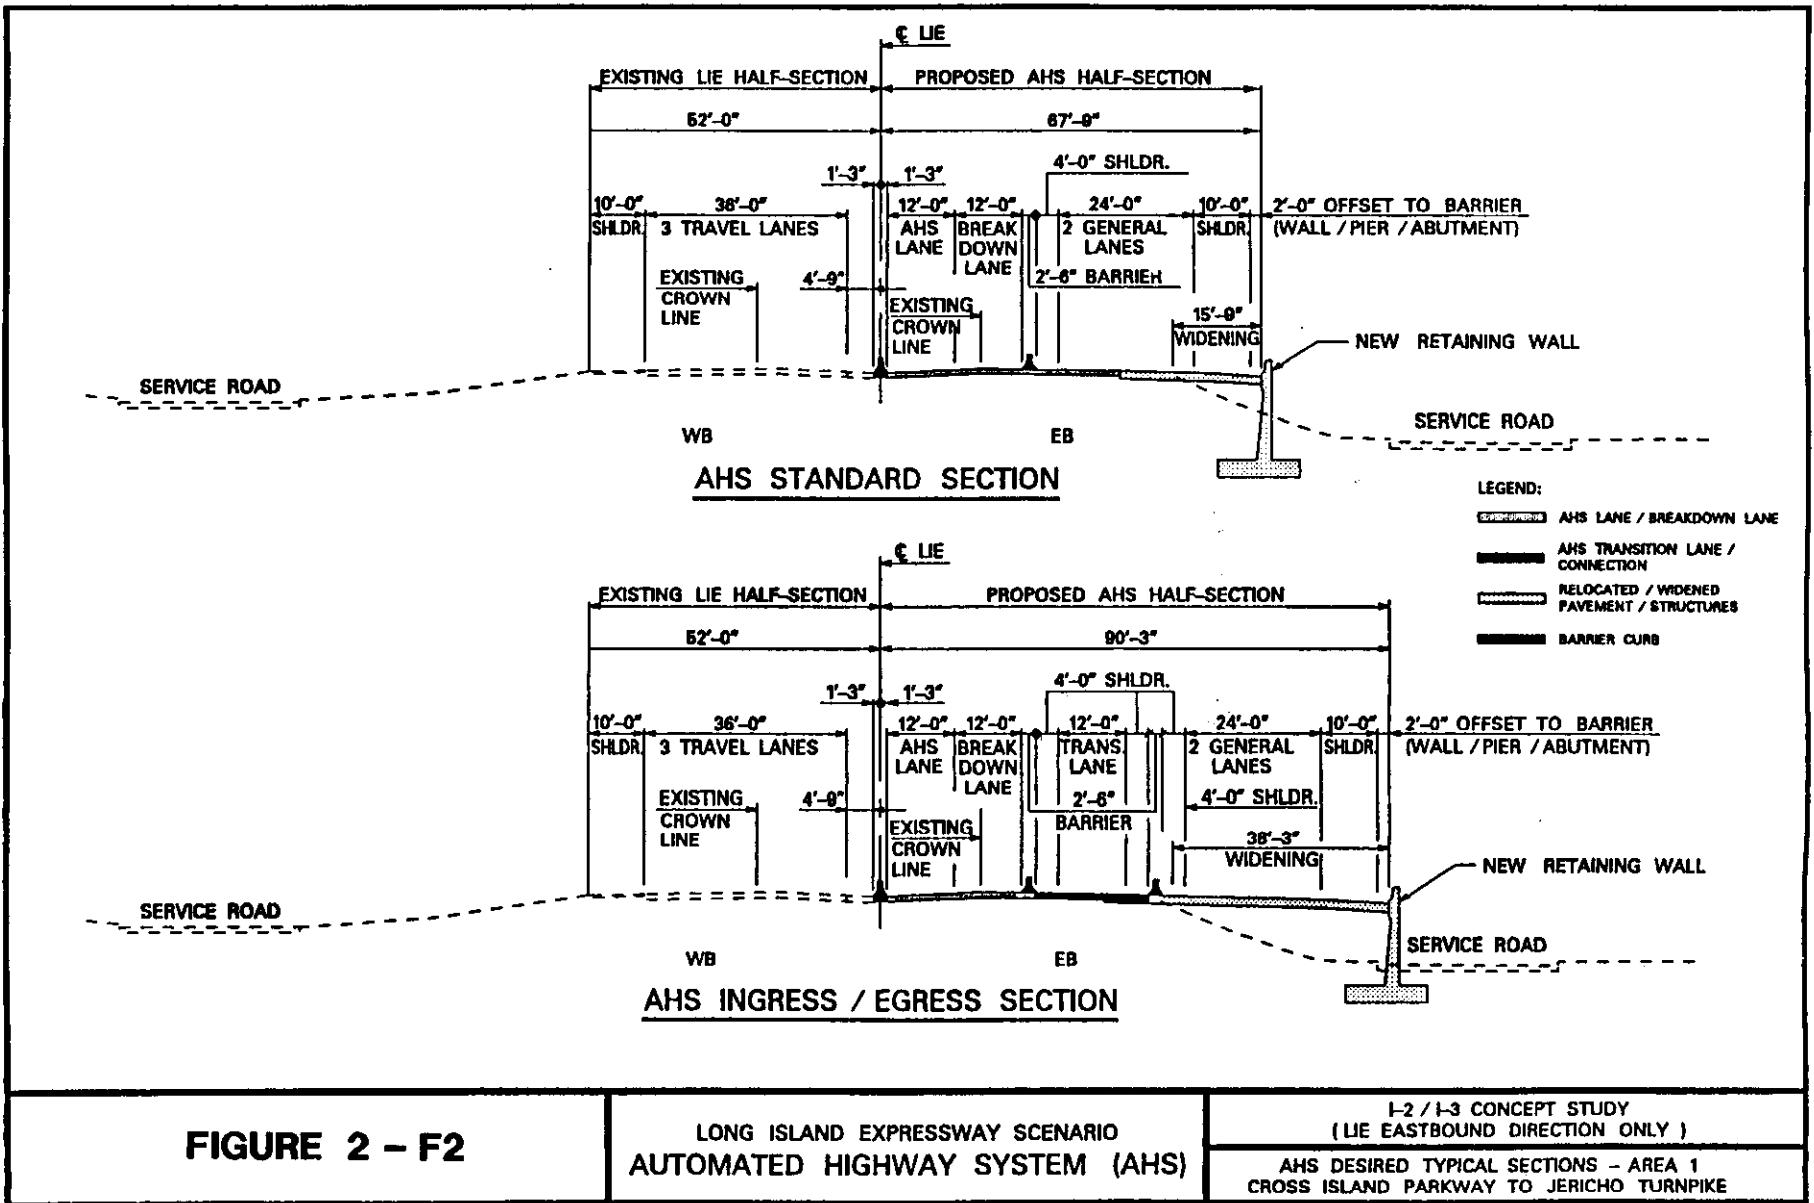 ℄ LIE
EXISTING LIE HALF-SECTION
PROPOSED AHS HALF-SECTION
52'-0"
67'-9"
4'-0" SHLDR.
1'-3"
1'-3"
10'-0"
SHLDR.
36'-0"
3 TRAVEL LANES
12'-0"
AHS
LANE
12'-0"
BREAK
DOWN
LANE
24'-0"
2 GENERAL
LANES
10'-0"
SHLDR.
2'-0" OFFSET TO BARRIER
(WALL / PIER / ABUTMENT)
EXISTING
CROWN
LINE
4'-9"
2'-6" BARRIER
EXISTING
CROWN
LINE
15'-9"
WIDENING
NEW RETAINING WALL
SERVICE ROAD
SERVICE ROAD
WB
EB
AHS STANDARD SECTION
LEGEND:
AHS LANE / BREAKDOWN LANE
AHS TRANSITION LANE /
CONNECTION
RELOCATED / WIDENED
PAVEMENT / STRUCTURES
BARRIER CURB
℄ LIE
EXISTING LIE HALF-SECTION
PROPOSED AHS HALF-SECTION
52'-0"
90'-3"
4'-0" SHLDR.
1'-3"
1'-3"
10'-0"
SHLDR.
36'-0"
3 TRAVEL LANES
12'-0"
AHS
LANE
12'-0"
BREAK
DOWN
LANE
12'-0"
TRANS.
LANE
24'-0"
2 GENERAL
LANES
10'-0"
SHLDR.
2'-0" OFFSET TO BARRIER
(WALL / PIER / ABUTMENT)
EXISTING
CROWN
LINE
4'-9"
2'-6"
BARRIER
4'-0" SHLDR.
EXISTING
CROWN
LINE
38'-3"
WIDENING
NEW RETAINING WALL
SERVICE ROAD
SERVICE ROAD
WB
EB
AHS INGRESS / EGRESS SECTION
FIGURE 2 - F2
LONG ISLAND EXPRESSWAY SCENARIO
AUTOMATED HIGHWAY SYSTEM (AHS)
I-2 / I-3 CONCEPT STUDY
( LIE EASTBOUND DIRECTION ONLY )
AHS DESIRED TYPICAL SECTIONS - AREA 1
CROSS ISLAND PARKWAY TO JERICHO TURNPIKE